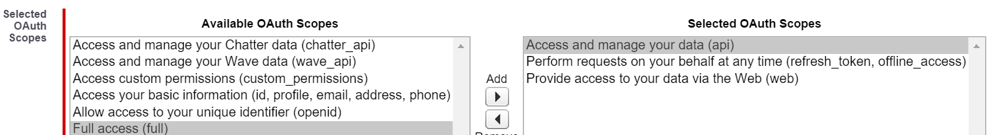 Selected
OAuth
Scopes
Available OAuth Scopes
Access and manage your Chatter data (chatter_api)
Access and manage your Wave data (wave_api)
Access custom permissions (custom_permissions)
Access your basic information (id, profile, email, address, phone)
Allow access to your unique identifier (openid)
Full access (full)
Add
Remove
Selected OAuth Scopes
Access and manage your data (api)
Perform requests on your behalf at any time (refresh_token, offline_access)
Provide access to your data via the Web (web)